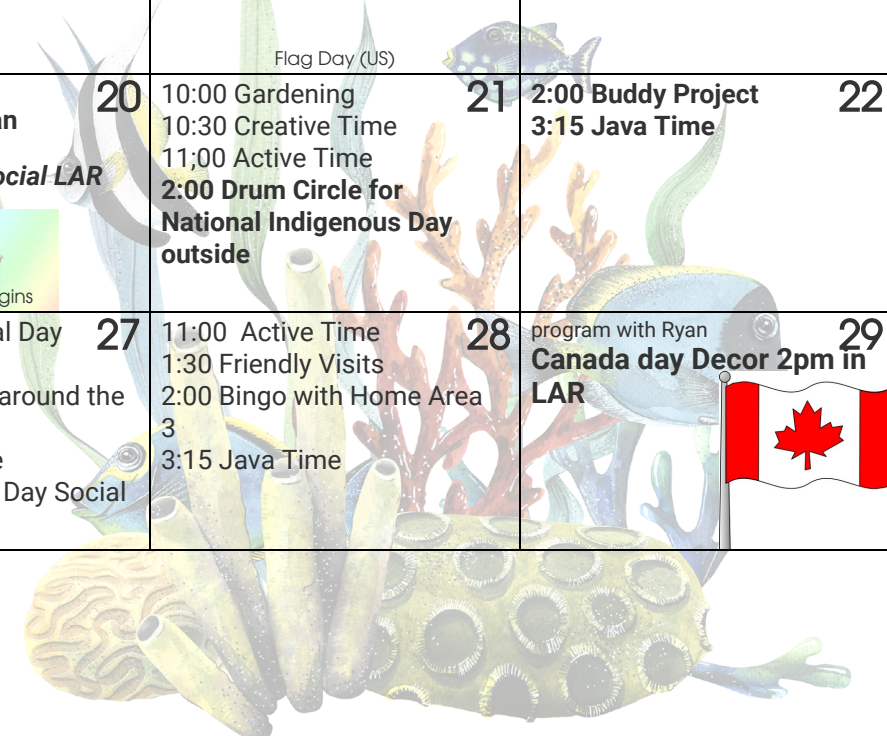 Flag Day (US)
20
an
ocial LAR
gins
10:00 Gardening
21
10:30 Creative Time
11;00 Active Time
2:00 Drum Circle for
National Indigenous Day
outside
2:00 Buddy Project
22
3:15 Java Time
al Day
27
around the
e
Day Social
11:00  Active Time
28
1:30 Friendly Visits
2:00 Bingo with Home Area
3
3:15 Java Time
program with Ryan
29
Canada day Decor 2pm in
LAR